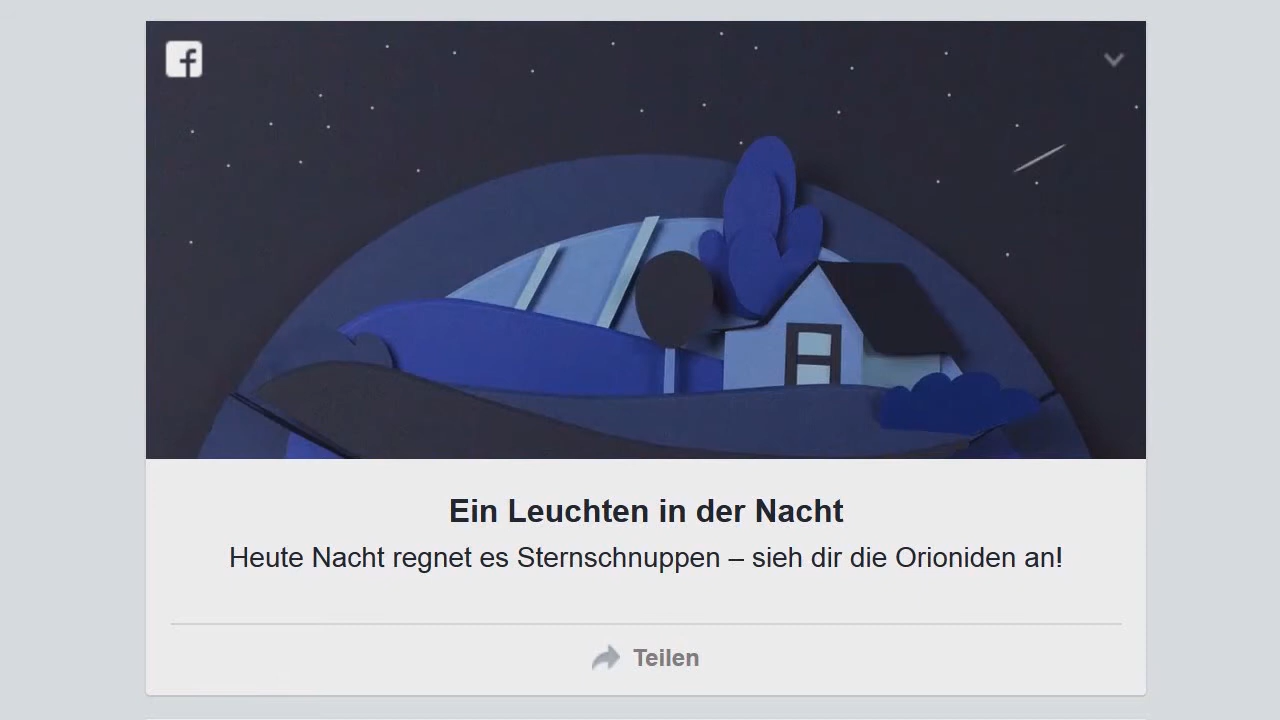 Ein Leuchten in der Nacht
Heute Nacht regnet es Sternschnuppen – sieh dir die Orioniden an!
Teilen